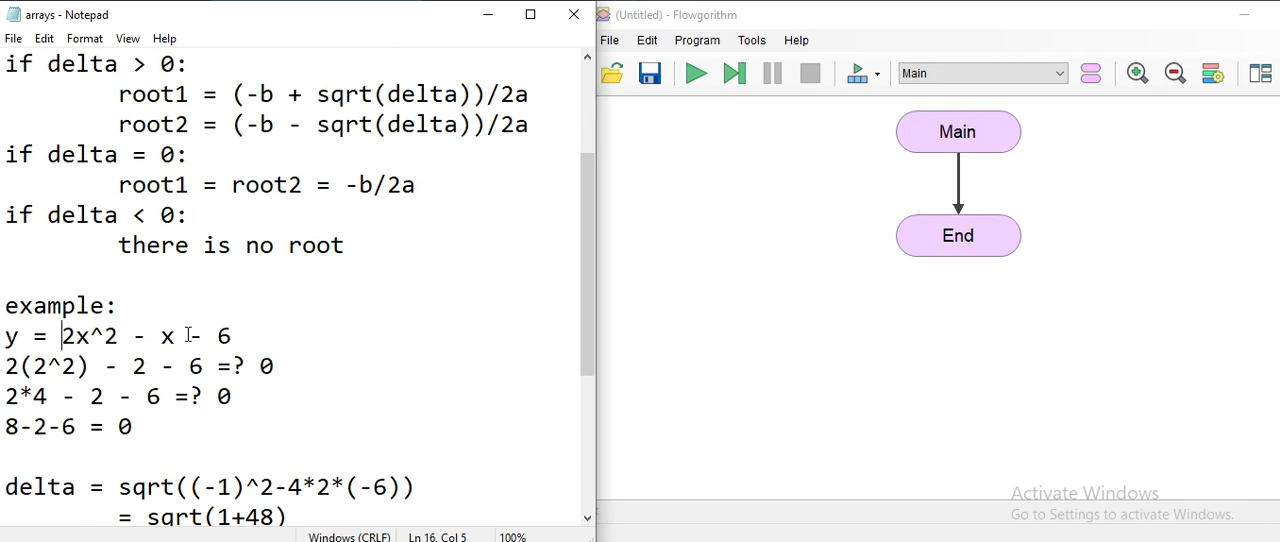 arrays - Notepad
File Edit Format View Help
if delta > 0:
root1 = (-b + sqrt(delta))/2a
root2 = (-b - sqrt(delta))/2a
if delta = 0:
root1 = root2 = -b/2a
if delta < 0:
there is no root
example:
y = 2x^2 - x - 6
2(2^2) - 2 - 6 =? 0
2*4 - 2 - 6 =? 0
8-2-6 = 0
delta = sqrt((-1)^2-4*2*(-6))
= sqrt(1+48)
Windows (CRLF) Ln 16, Col 5 100%
(Untitled) - Flowgorithm
File Edit Program Tools Help
Main
Main
End
Activate Windows
Go to Settings to activate Windows.